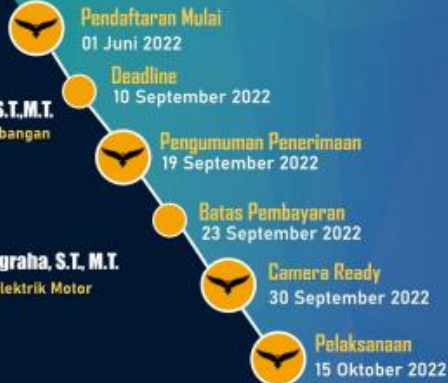 Pendaftaran Mulai
01 Juni 2022
Deadline
10 September 2022
S.T.,M.T.
Pengumuman Penerimaan
19 September 2022
Batas Pembayaran
23 September 2022
graha, S.T., M.T.
lektrik Motor
Camera Ready
30 September 2022
Pelaksanaan
15 Oktober 2022